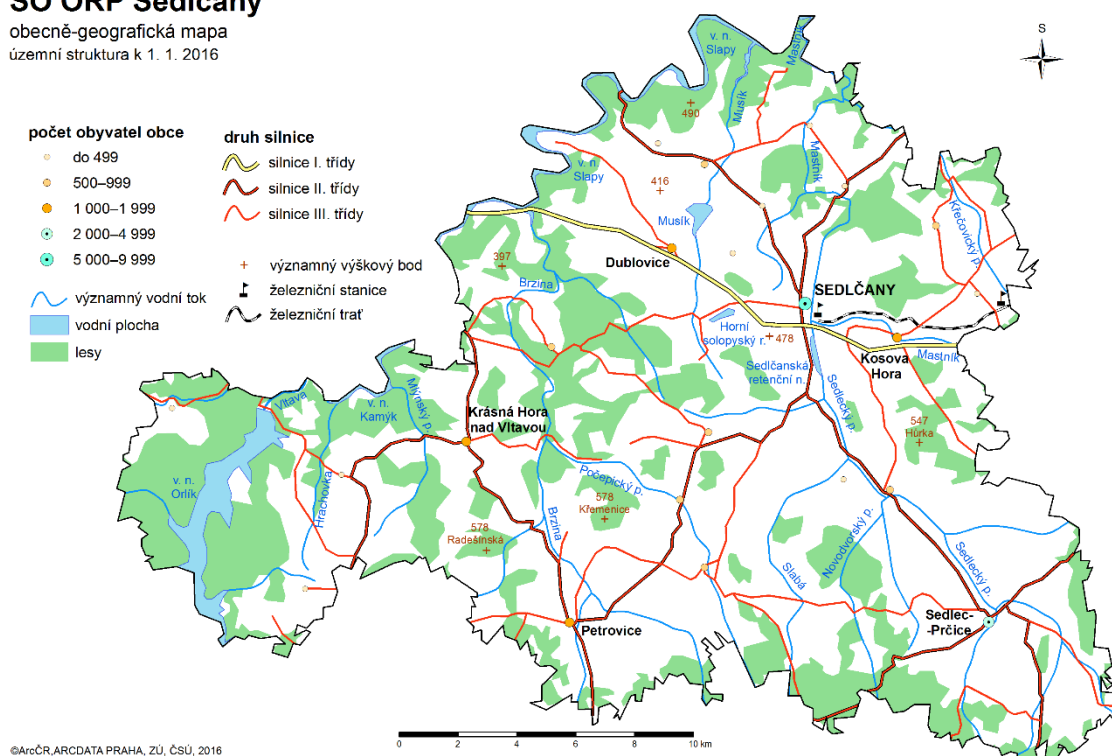 SO ORP Sedlčany
obecně-geografická mapa
územní struktura k 1. 1. 2016
počet obyvatel obce
do 499
500–999
1 000–1 999
2 000–4 999
5 000–9 999
významný vodní tok
vodní plocha
lesy
druh silnice
silnice I. třídy
silnice II. třídy
silnice III. třídy
významný výškový bod
železniční stanice
železniční trať
S
v. n.
Slapy
Mastník
Musík
490
v. n.
Slapy
416
Mastník
Musík
Křečovický p.
Dublovice
397
Brzina
SEDLČANY
Horní
solopyský r.
478
Sedlčanská
retenční n.
Kosova
Hora
Mastník
Sedlecký p.
547
Hůrka
Vltava
v. n.
Kamýk
Mlýnský p.
Krásná Hora
nad Vltavou
v. n.
Orlík
Hrachovka
Počepický p.
578
Křemenice
578
Radešínská
Brzina
Slabá
Novodvorský p.
Sedlecký p.
Petrovice
Sedlec-
-Prčice
0 2 4 6 8 10 km
©ArcČR,ARCDATA PRAHA, ZÚ, ČSÚ, 2016